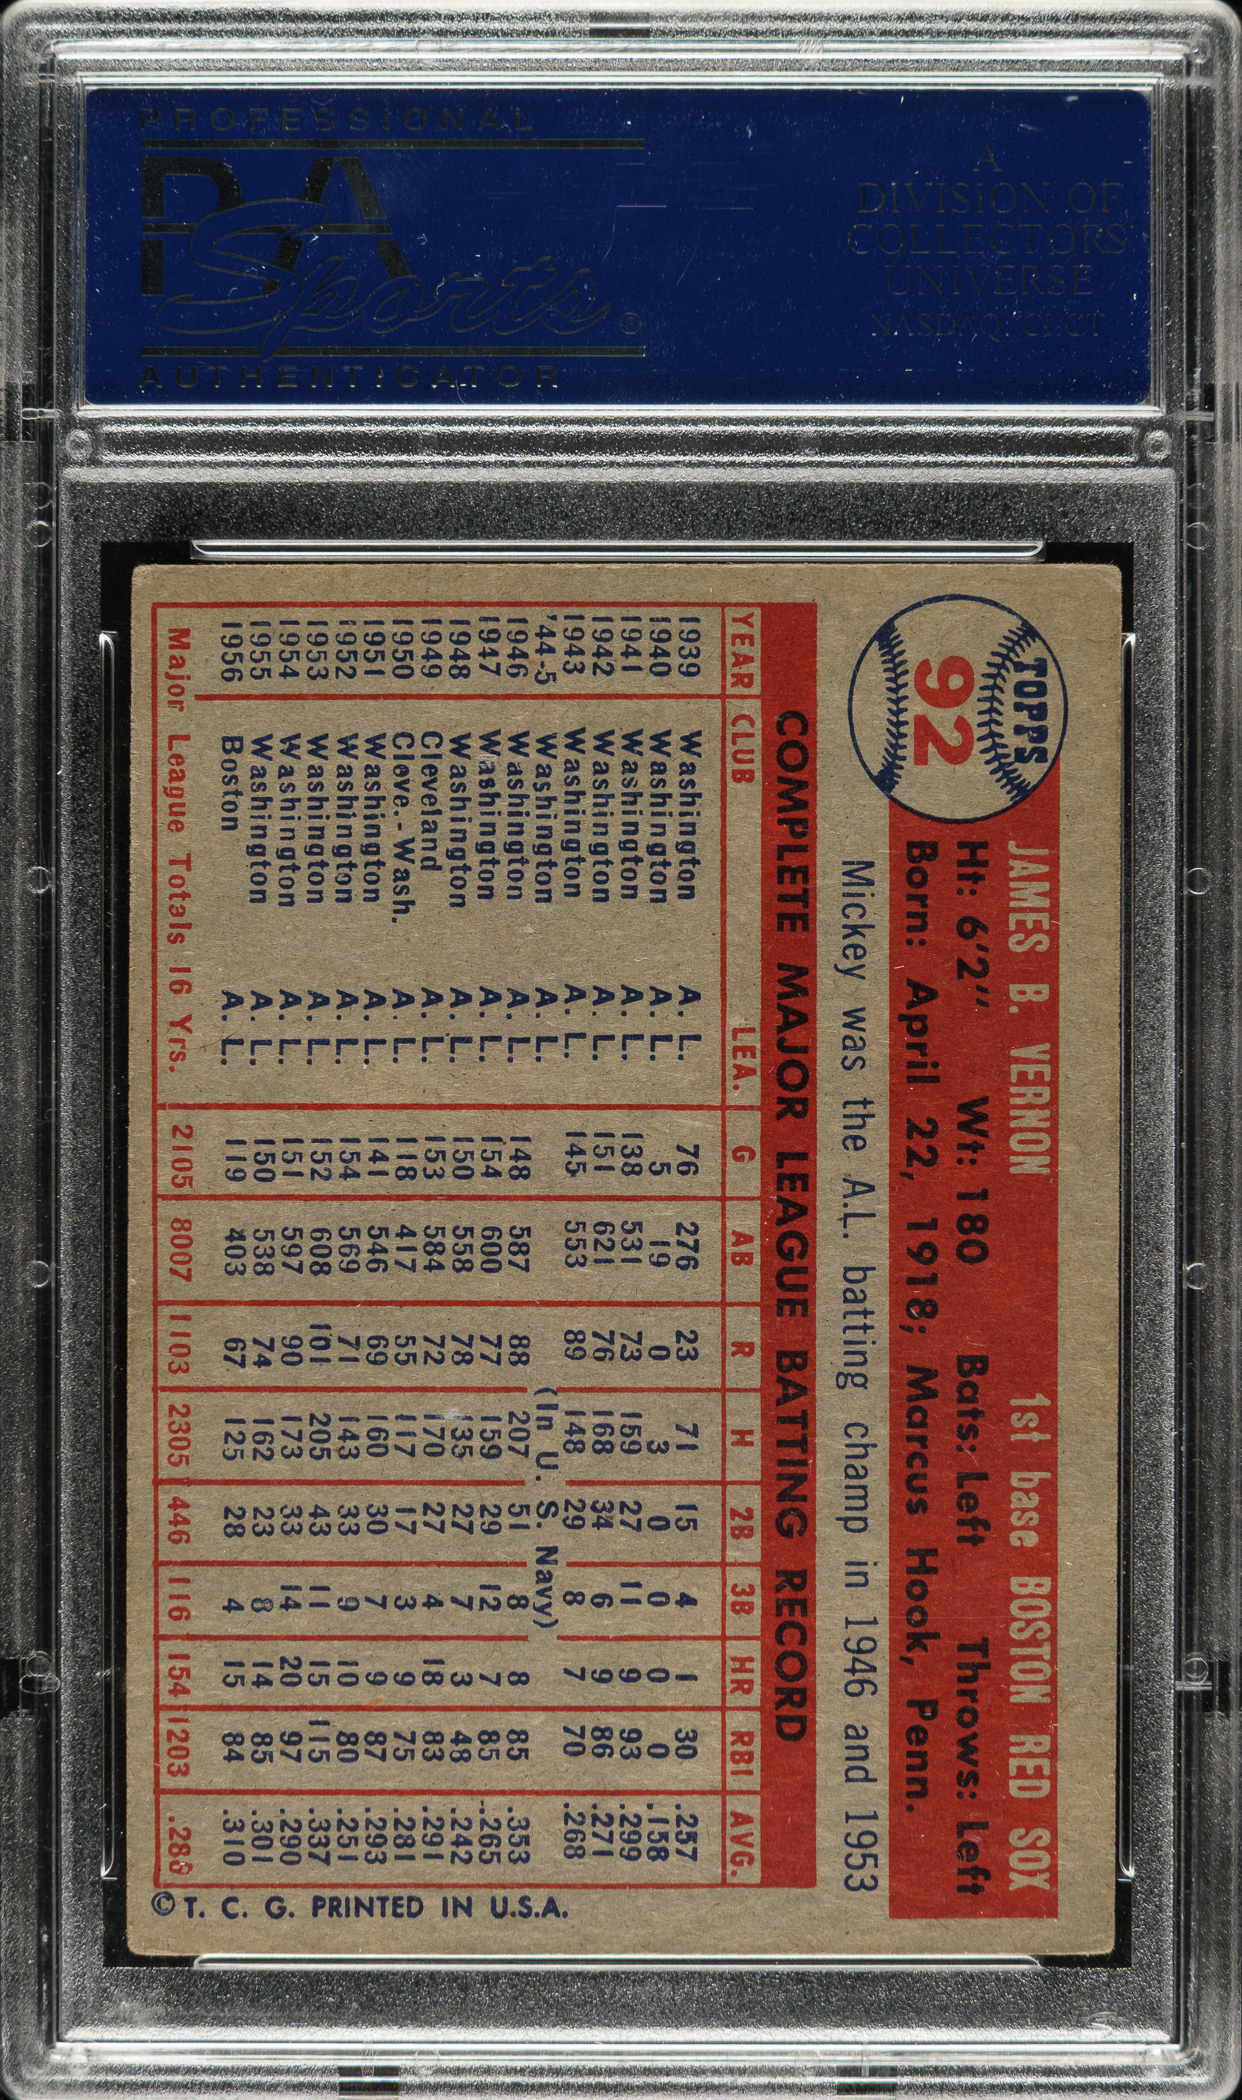 PROFESSIONAL
PSA
Sports®
AUTHENTICATOR
A
DIVISION OF
COLLECTORS
UNIVERSE
NASDAQ: CLCT
TOPPS
92
JAMES B. VERNON 1st base BOSTON RED SOX
Ht: 6'2" Wt: 180 Bats: Left Throws: Left
Born: April 22, 1918; Marcus Hook, Penn.
Mickey was the A.L. batting champ in 1946 and 1953
COMPLETE MAJOR LEAGUE BATTING RECORD
YEAR CLUB LEA. G AB R H 2B 3B HR RBI AVG.
1939 Washington A. L. 76 276 23 71 15 4 1 30 .257
1940 Washington A. L. 5 19 0 3 0 0 0 0 .158
1941 Washington A. L. 138 531 73 159 27 11 9 93 .299
1942 Washington A. L. 151 621 76 168 34 6 9 86 .271
1943 Washington A. L. 145 553 89 148 29 8 7 70 .268
'44-5 Washington A. L. (In U. S. Navy)
1946 Washington A. L. 148 587 88 207 51 8 8 85 .353
1947 Washington A. L. 154 600 77 159 29 12 7 85 .265
1948 Washington A. L. 150 558 78 135 27 7 3 48 .242
1949 Cleveland A. L. 153 584 72 170 27 4 18 83 .291
1950 Cleve.-Wash. A. L. 118 417 55 117 17 3 9 75 .281
1951 Washington A. L. 141 546 69 160 30 7 9 87 .293
1952 Washington A. L. 154 569 71 143 33 9 10 80 .251
1953 Washington A. L. 152 608 101 205 43 11 15 115 .337
1954 Washington A. L. 151 597 90 173 33 14 20 97 .290
1955 Washington A. L. 150 538 74 162 23 8 14 85 .301
1956 Boston A. L. 119 403 67 125 28 4 15 84 .310
Major League Totals 16 Yrs. 2105 8007 1103 2305 446 116 154 1203 .288
© T. C. G. PRINTED IN U.S.A.